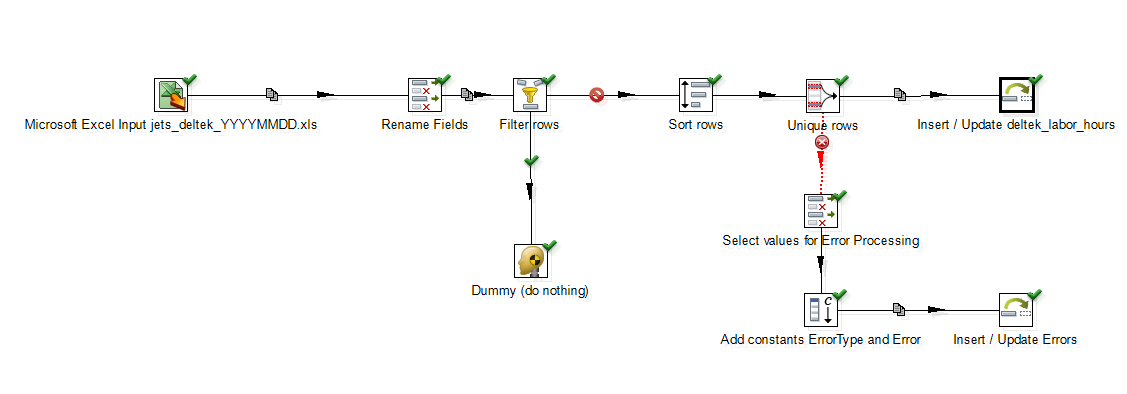 Microsoft Excel Input jets_deltek_YYYYMMDD.xls
Rename Fields
Filter rows
Sort rows
Unique rows
Insert / Update deltek_labor_hours
Select values for Error Processing
Dummy (do nothing)
C
Add constants ErrorType and Error
Insert / Update Errors